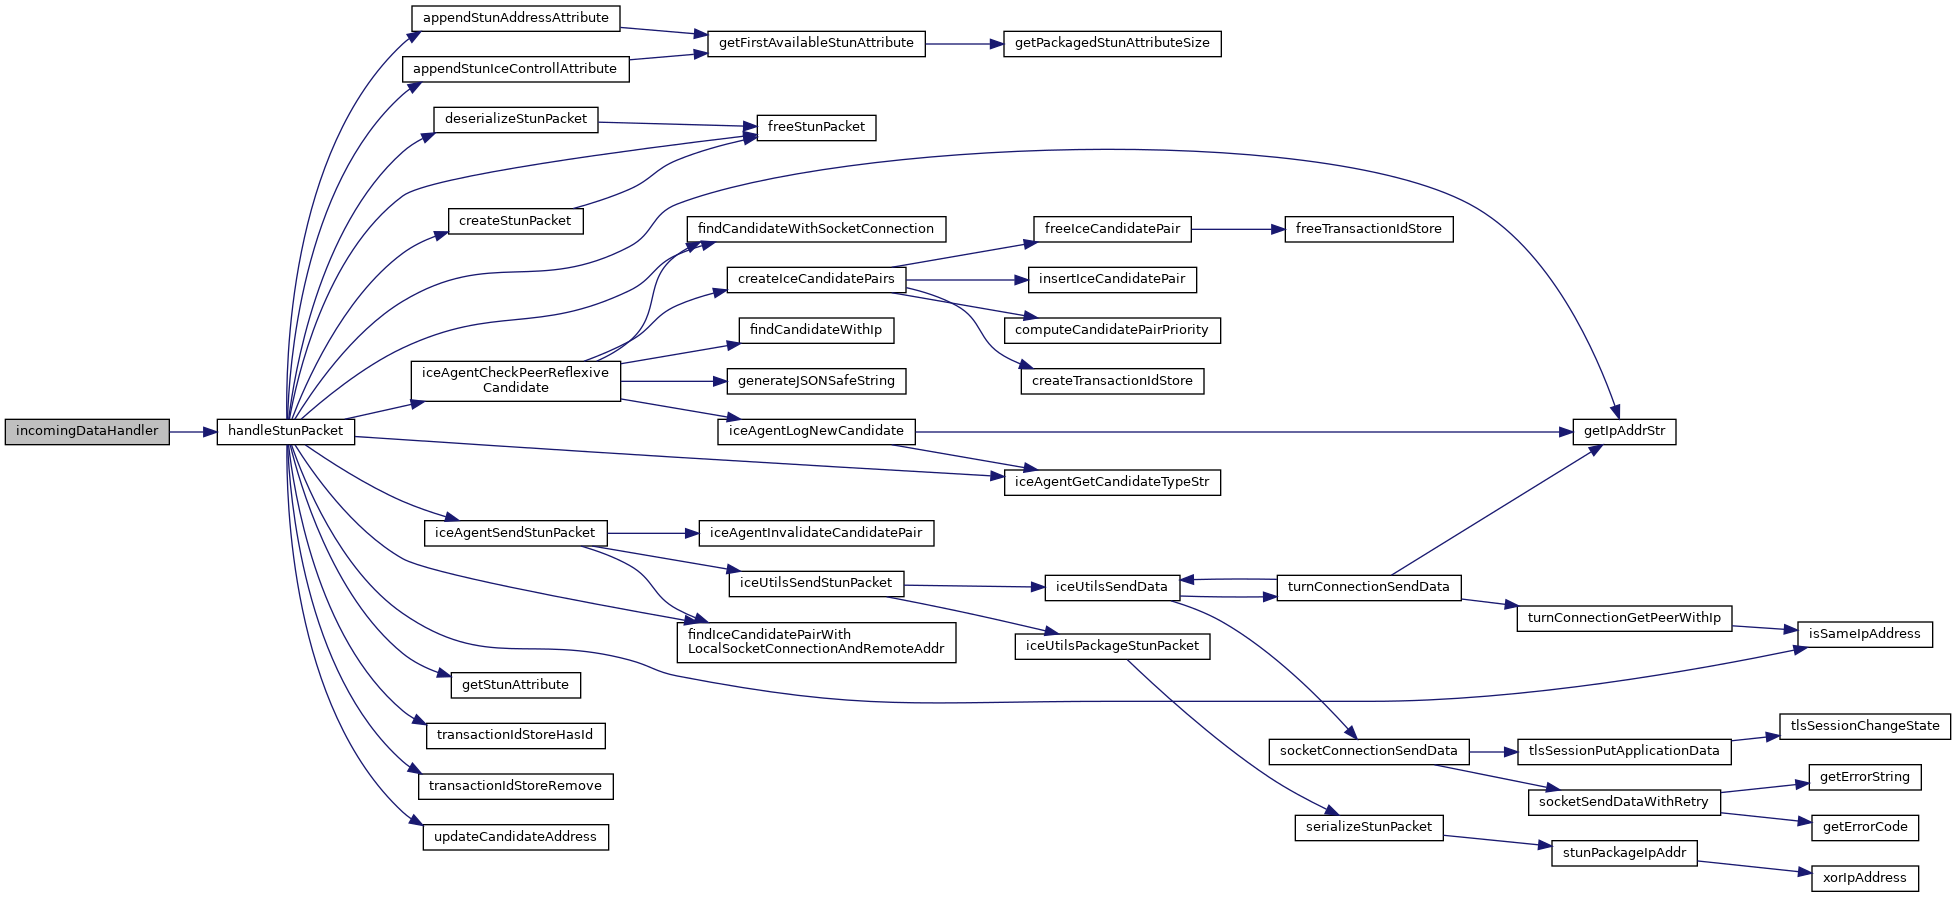 appendStunAddressAttribute
getFirstAvailableStunAttribute
getPackagedStunAttributeSize
appendStunIceControllAttribute
deserializeStunPacket
freeStunPacket
createStunPacket
findCandidateWithSocketConnection
freeIceCandidatePair
freeTransactionIdStore
createIceCandidatePairs
insertIceCandidatePair
findCandidateWithIp
computeCandidatePairPriority
iceAgentCheckPeerReflexive
Candidate
generateJSONSafeString
createTransactionIdStore
incomingDataHandler
handleStunPacket
iceAgentLogNewCandidate
getIpAddrStr
iceAgentGetCandidateTypeStr
iceAgentSendStunPacket
iceAgentInvalidateCandidatePair
iceUtilsSendStunPacket
iceUtilsSendData
turnConnectionSendData
turnConnectionGetPeerWithIp
isSameIpAddress
findIceCandidatePairWith
LocalSocketConnectionAndRemoteAddr
iceUtilsPackageStunPacket
getStunAttribute
transactionIdStoreHasId
socketConnectionSendData
tlsSessionPutApplicationData
tlsSessionChangeState
transactionIdStoreRemove
socketSendDataWithRetry
getErrorString
updateCandidateAddress
serializeStunPacket
getErrorCode
stunPackageIpAddr
xorIpAddress